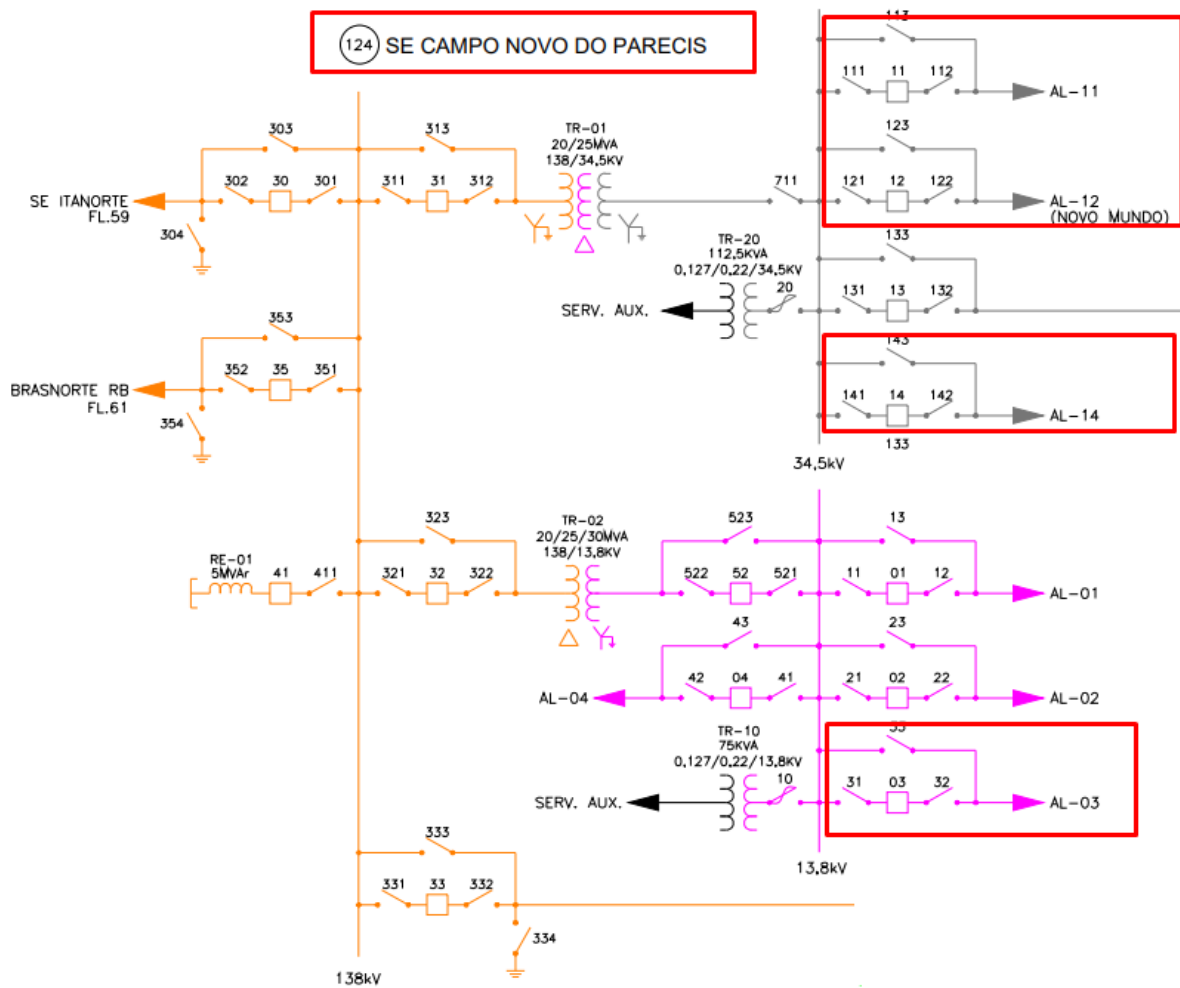 124 SE CAMPO NOVO DO PARECIS
113
111 11 112
AL-11
123
121 12 122
AL-12
(NOVO MUNDO)
303
313
TR-01
20/25MVA
138/34,5KV
302 30 301
311 31 312
711
SE ITANORTE
FL.59
304
TR-20
112,5KVA
0,127/0,22/34,5KV
20
SERV. AUX.
133
131 13 132
353
352 35 351
BRASNORTE RB
FL.61
354
143
141 14 142
AL-14
133
34,5kV
RE-01
5MVAr
41 411
323
321 32 322
TR-02
20/25/30MVA
138/13,8KV
523
522 52 521
13
11 01 12
AL-01
43
42 04 41
AL-04
23
21 02 22
AL-02
TR-10
75KVA
0,127/0,22/13,8KV
10
SERV. AUX.
33
31 03 32
AL-03
13,8kV
333
331 33 332
334
138kV